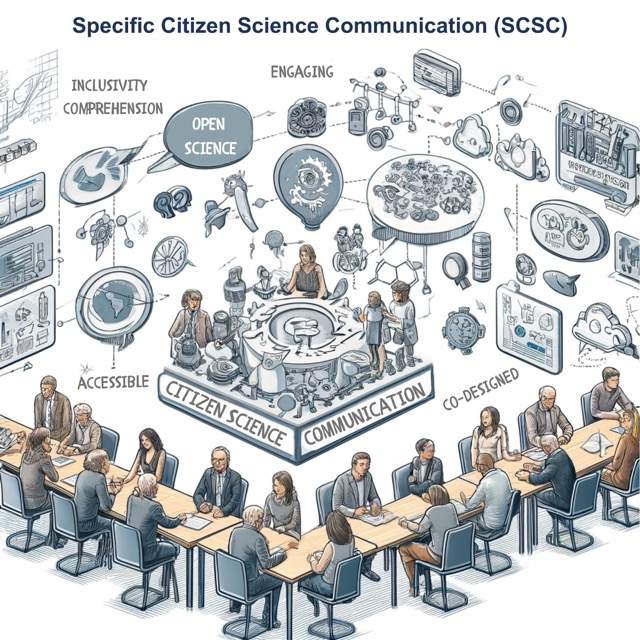 Specific Citizen Science Communication (SCSC)
ENGAGING
INCLUSIVITY
COMPREHENSION
OPEN
SCIENCE
ACCESSIBLE
CO-DESIGNED
CITIZEN SCIENCE
COMMUNICATION